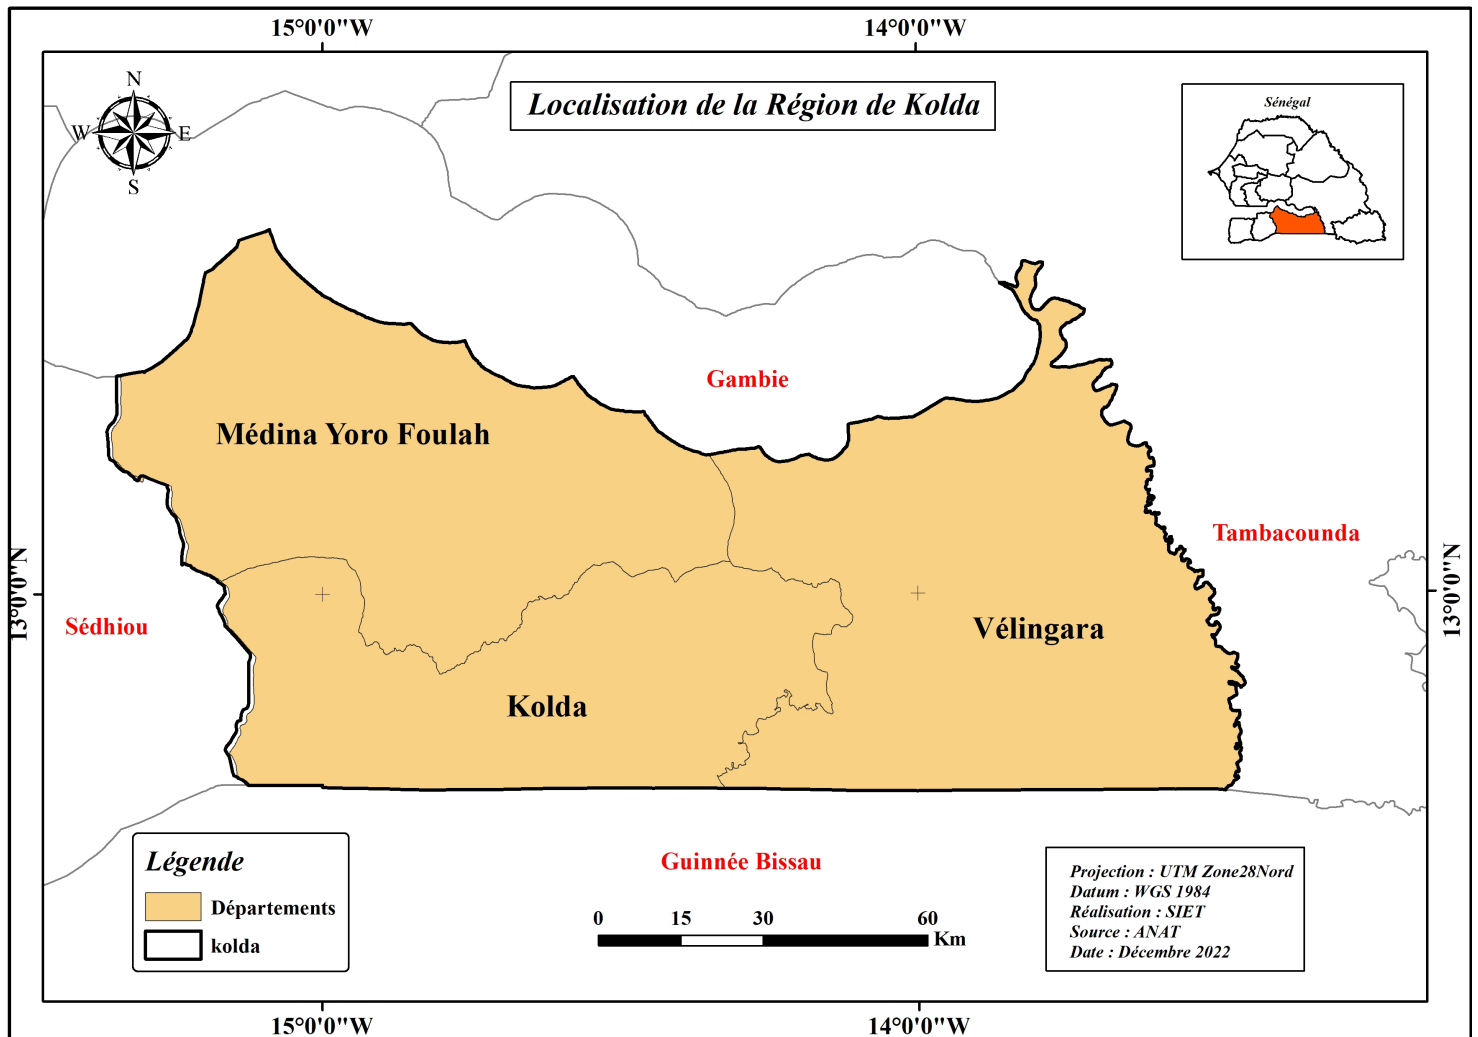 15°0'0"W
14°0'0"W
N
W
E
S
Localisation de la Région de Kolda
Sénégal
Gambie
Médina Yoro Foulah
Tambacounda
13°0'0"N
13°0'0"N
Sédhiou
Vélingara
Kolda
Légende
Départements
kolda
Guinnée Bissau
0
15
30
60
Km
Projection : UTM Zone28Nord
Datum : WGS 1984
Réalisation : SIET
Source : ANAT
Date : Décembre 2022
15°0'0"W
14°0'0"W